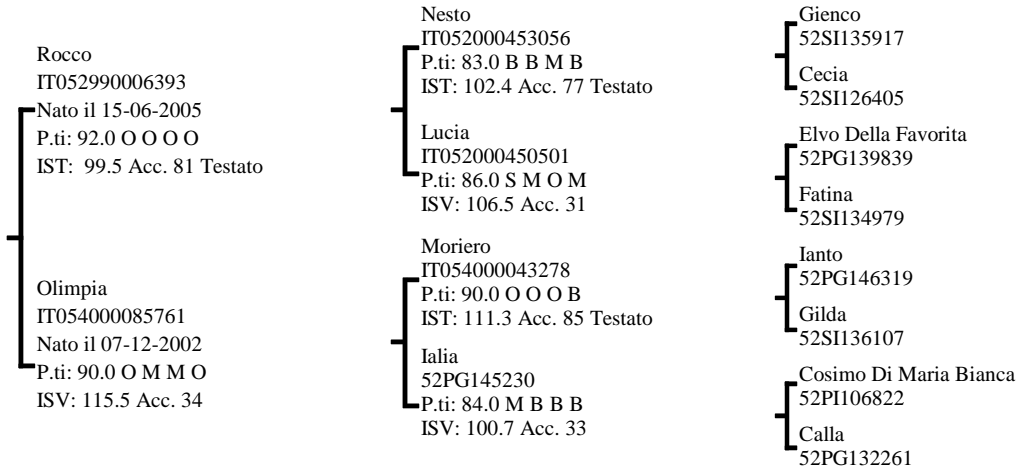 Rocco
IT052990006393
Nato il 15-06-2005
P.ti: 92.0 O O O O
IST: 99.5 Acc. 81 Testato
Olimpia
IT054000085761
Nato il 07-12-2002
P.ti: 90.0 O M M O
ISV: 115.5 Acc. 34
Nesto
IT052000453056
P.ti: 83.0 B B M B
IST: 102.4 Acc. 77 Testato
Lucia
IT052000450501
P.ti: 86.0 S M O M
ISV: 106.5 Acc. 31
Moriero
IT054000043278
P.ti: 90.0 O O O B
IST: 111.3 Acc. 85 Testato
Ialia
52PG145230
P.ti: 84.0 M B B B
ISV: 100.7 Acc. 33
Gienco
52SI135917
Cecia
52SI126405
Elvo Della Favorita
52PG139839
Fatina
52SI134979
Ianto
52PG146319
Gilda
52SI136107
Cosimo Di Maria Bianca
52PI106822
Calla
52PG132261